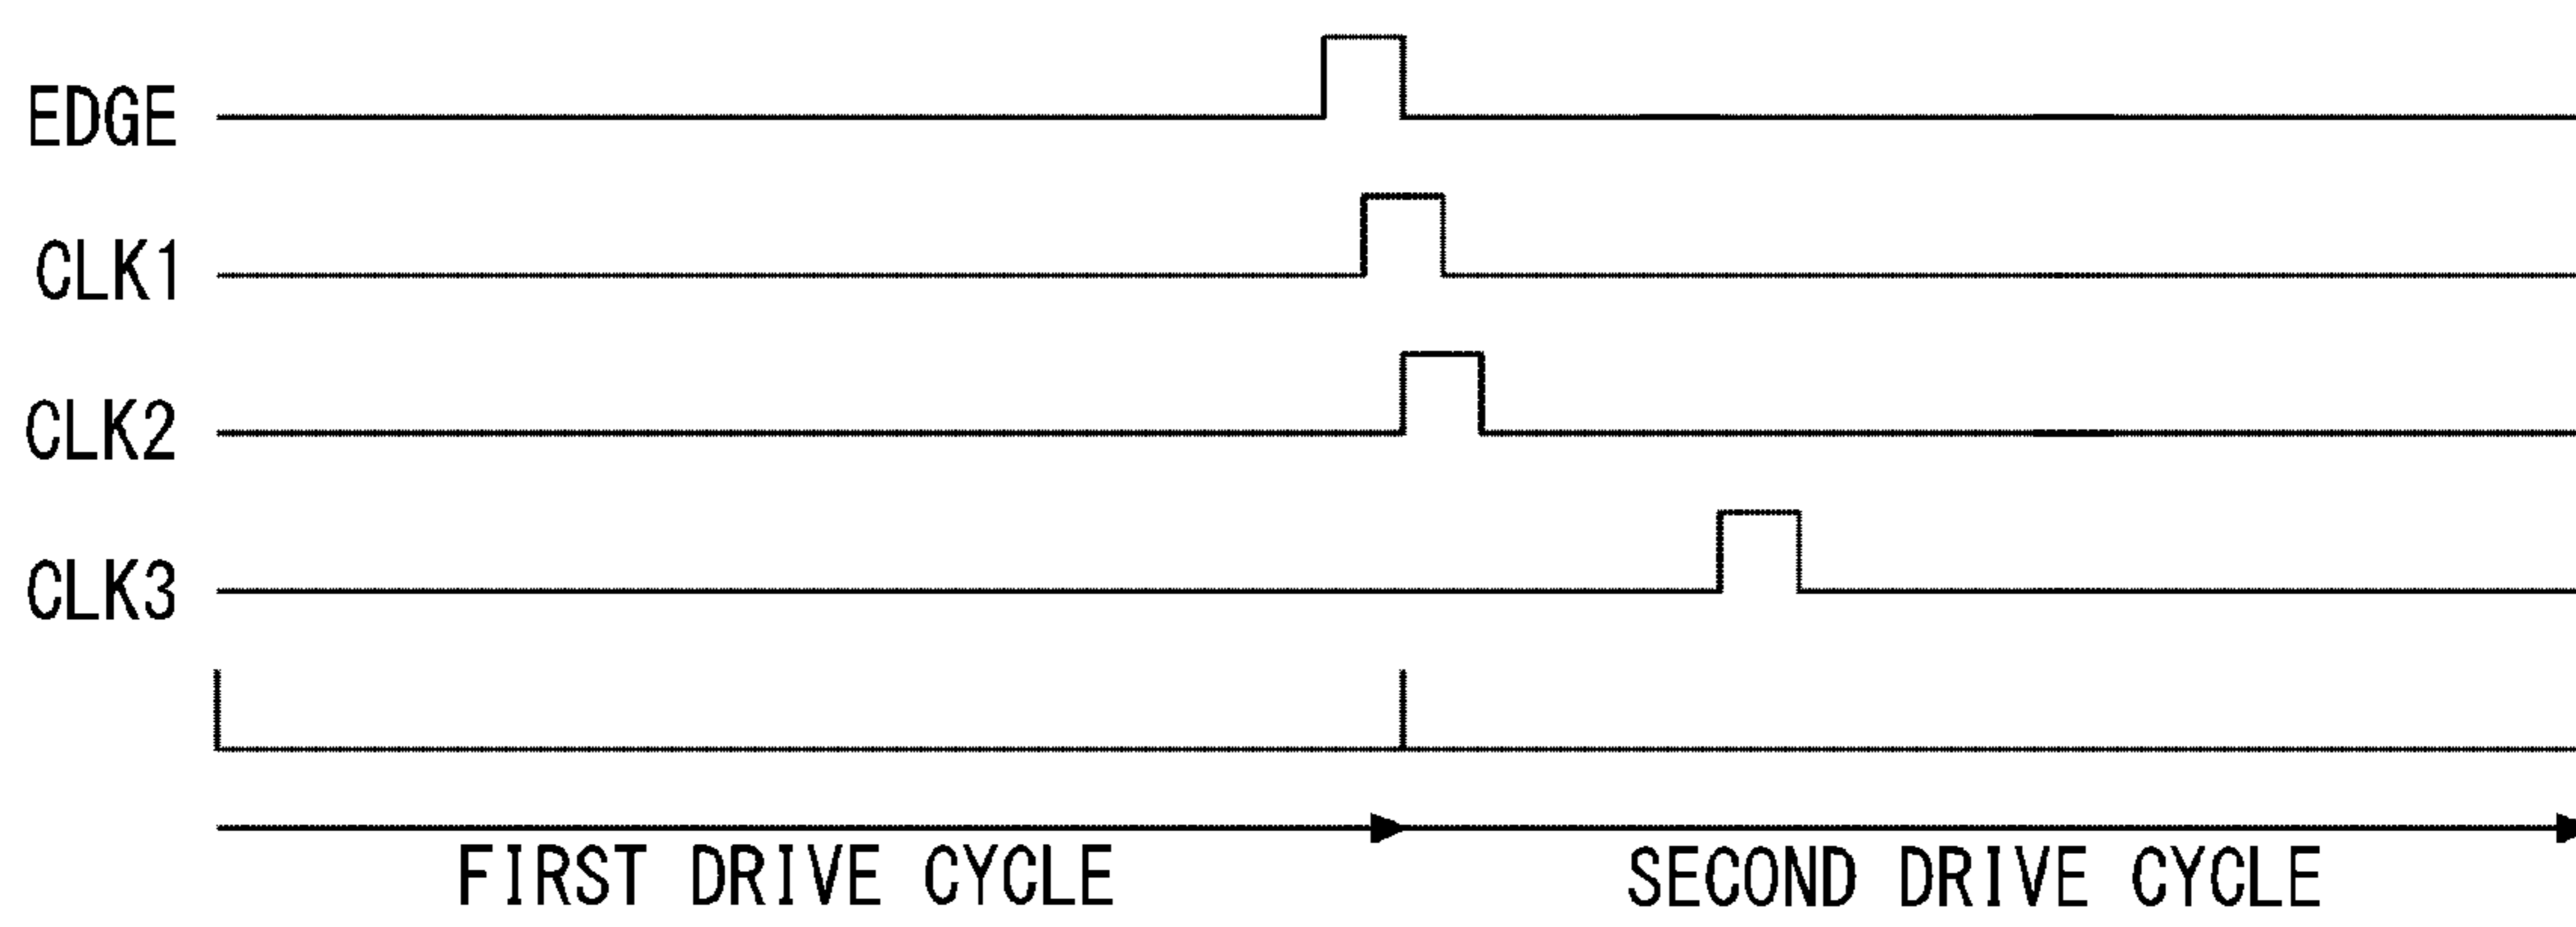 EDGE
CLK1
CLK2
CLK3
FIRST DRIVE CYCLE SECOND DRIVE CYCLE